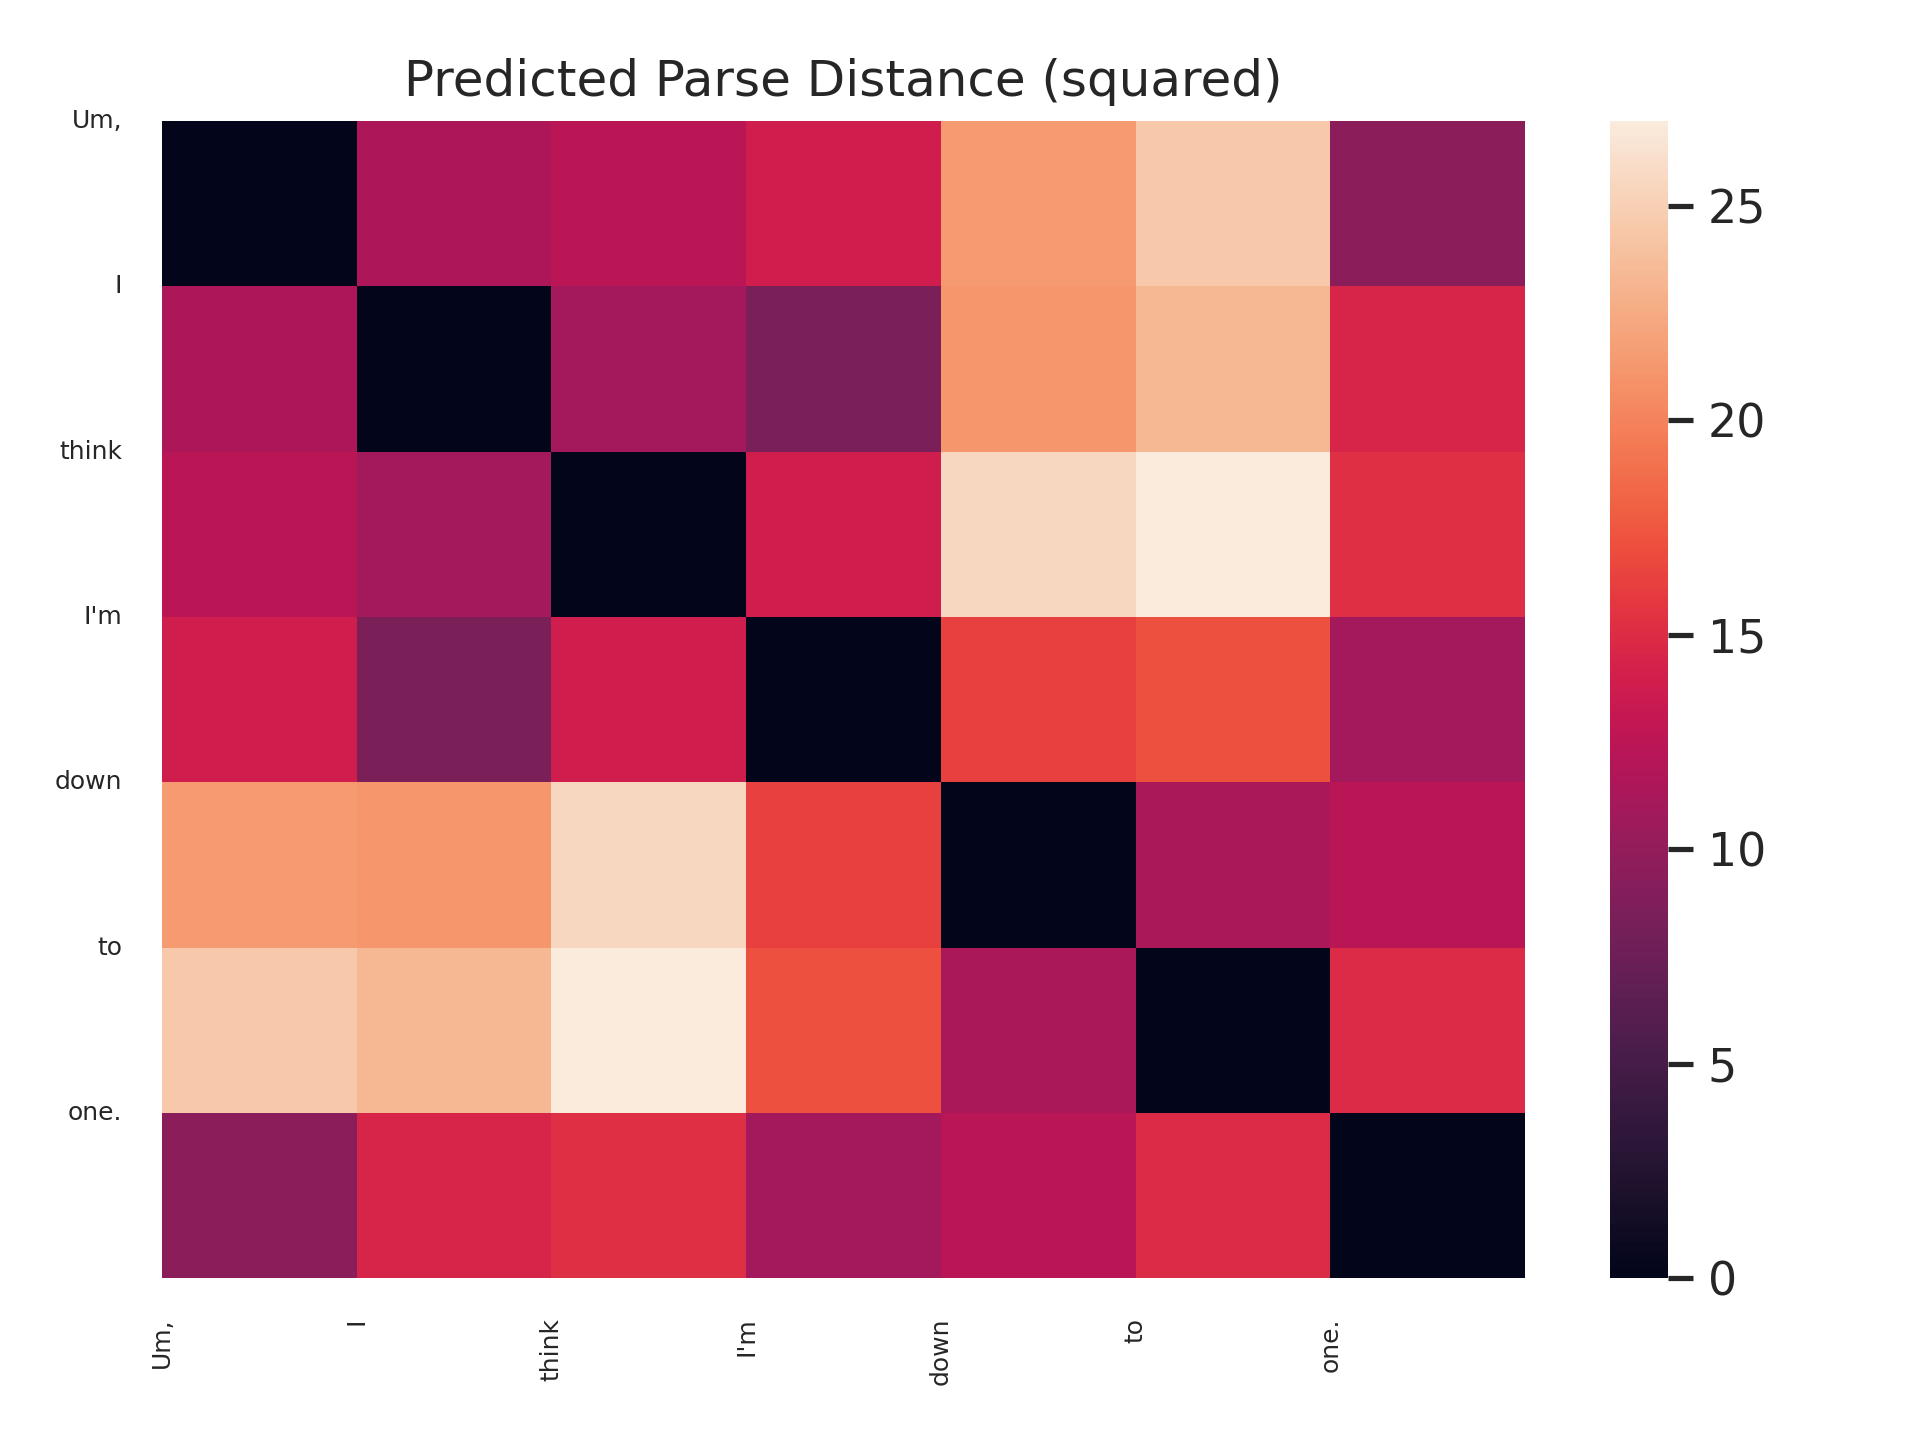 Predicted Parse Distance (squared)
Um,
I
think
I'm
down
to
one.
25
20
15
10
5
0
Um,
I
think
I'm
down
to
one.